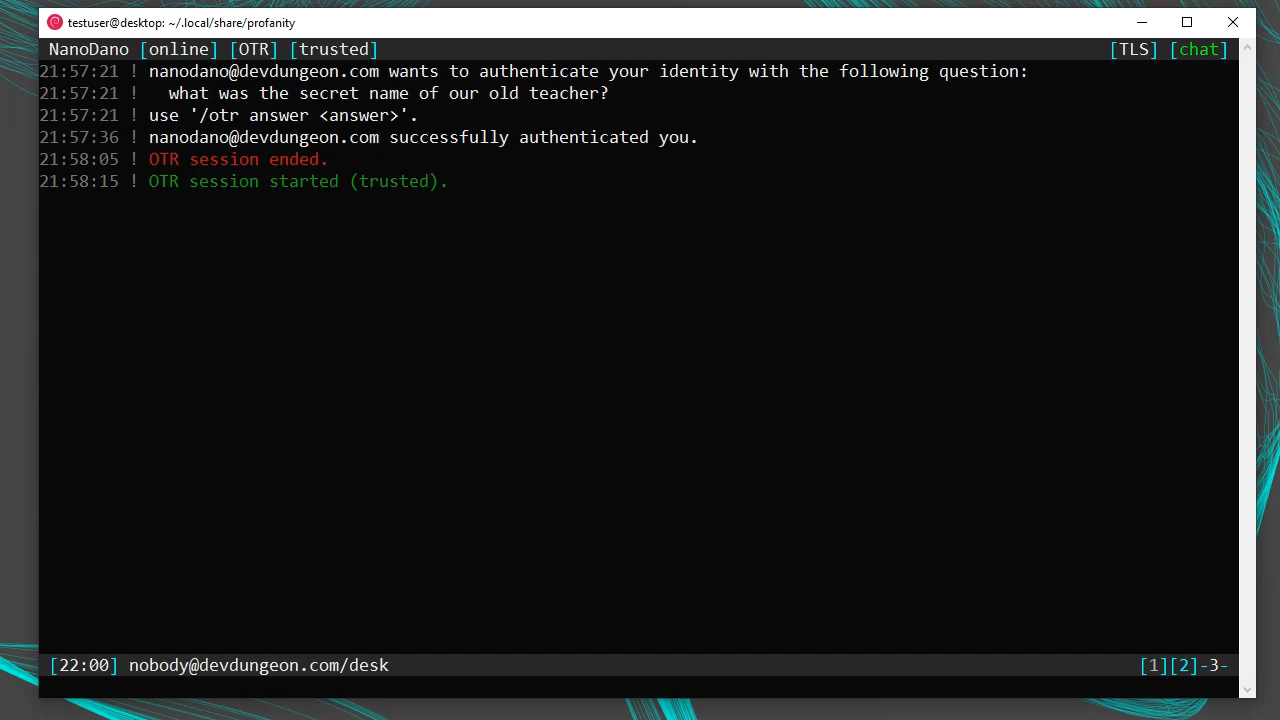 testuser@desktop: ~/.local/share/profanity
NanoDano [online] [OTR] [trusted] [TLS] [chat]
21:57:21 ! nanodano@devdungeon.com wants to authenticate your identity with the following question:
21:57:21 !   what was the secret name of our old teacher?
21:57:21 ! use '/otr answer <answer>'.
21:57:36 ! nanodano@devdungeon.com successfully authenticated you.
21:58:05 ! OTR session ended.
21:58:15 ! OTR session started (trusted).
[22:00] nobody@devdungeon.com/desk [1][2]-3-